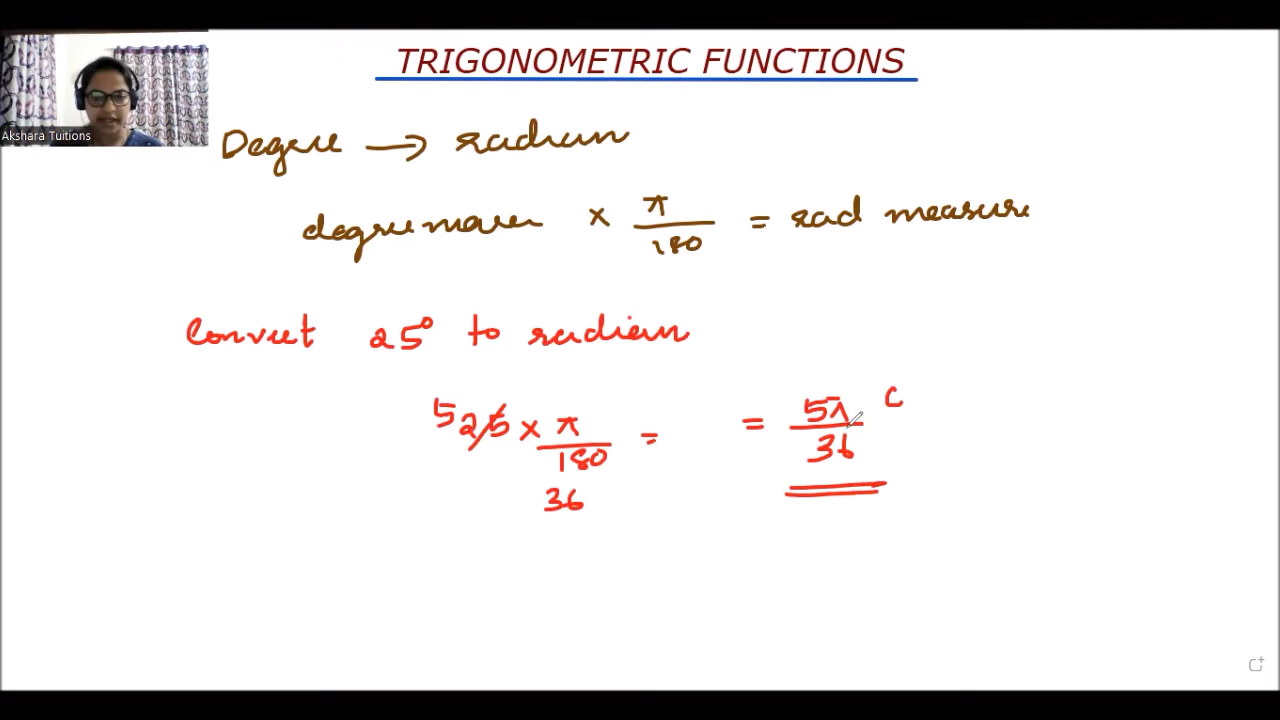 TRIGONOMETRIC FUNCTIONS
Akshara Tuitions
Degree → radian
degree × π/180 = rad measure
Convert 25° to radian
5 25 × π/180 = = 5π/36 c
36